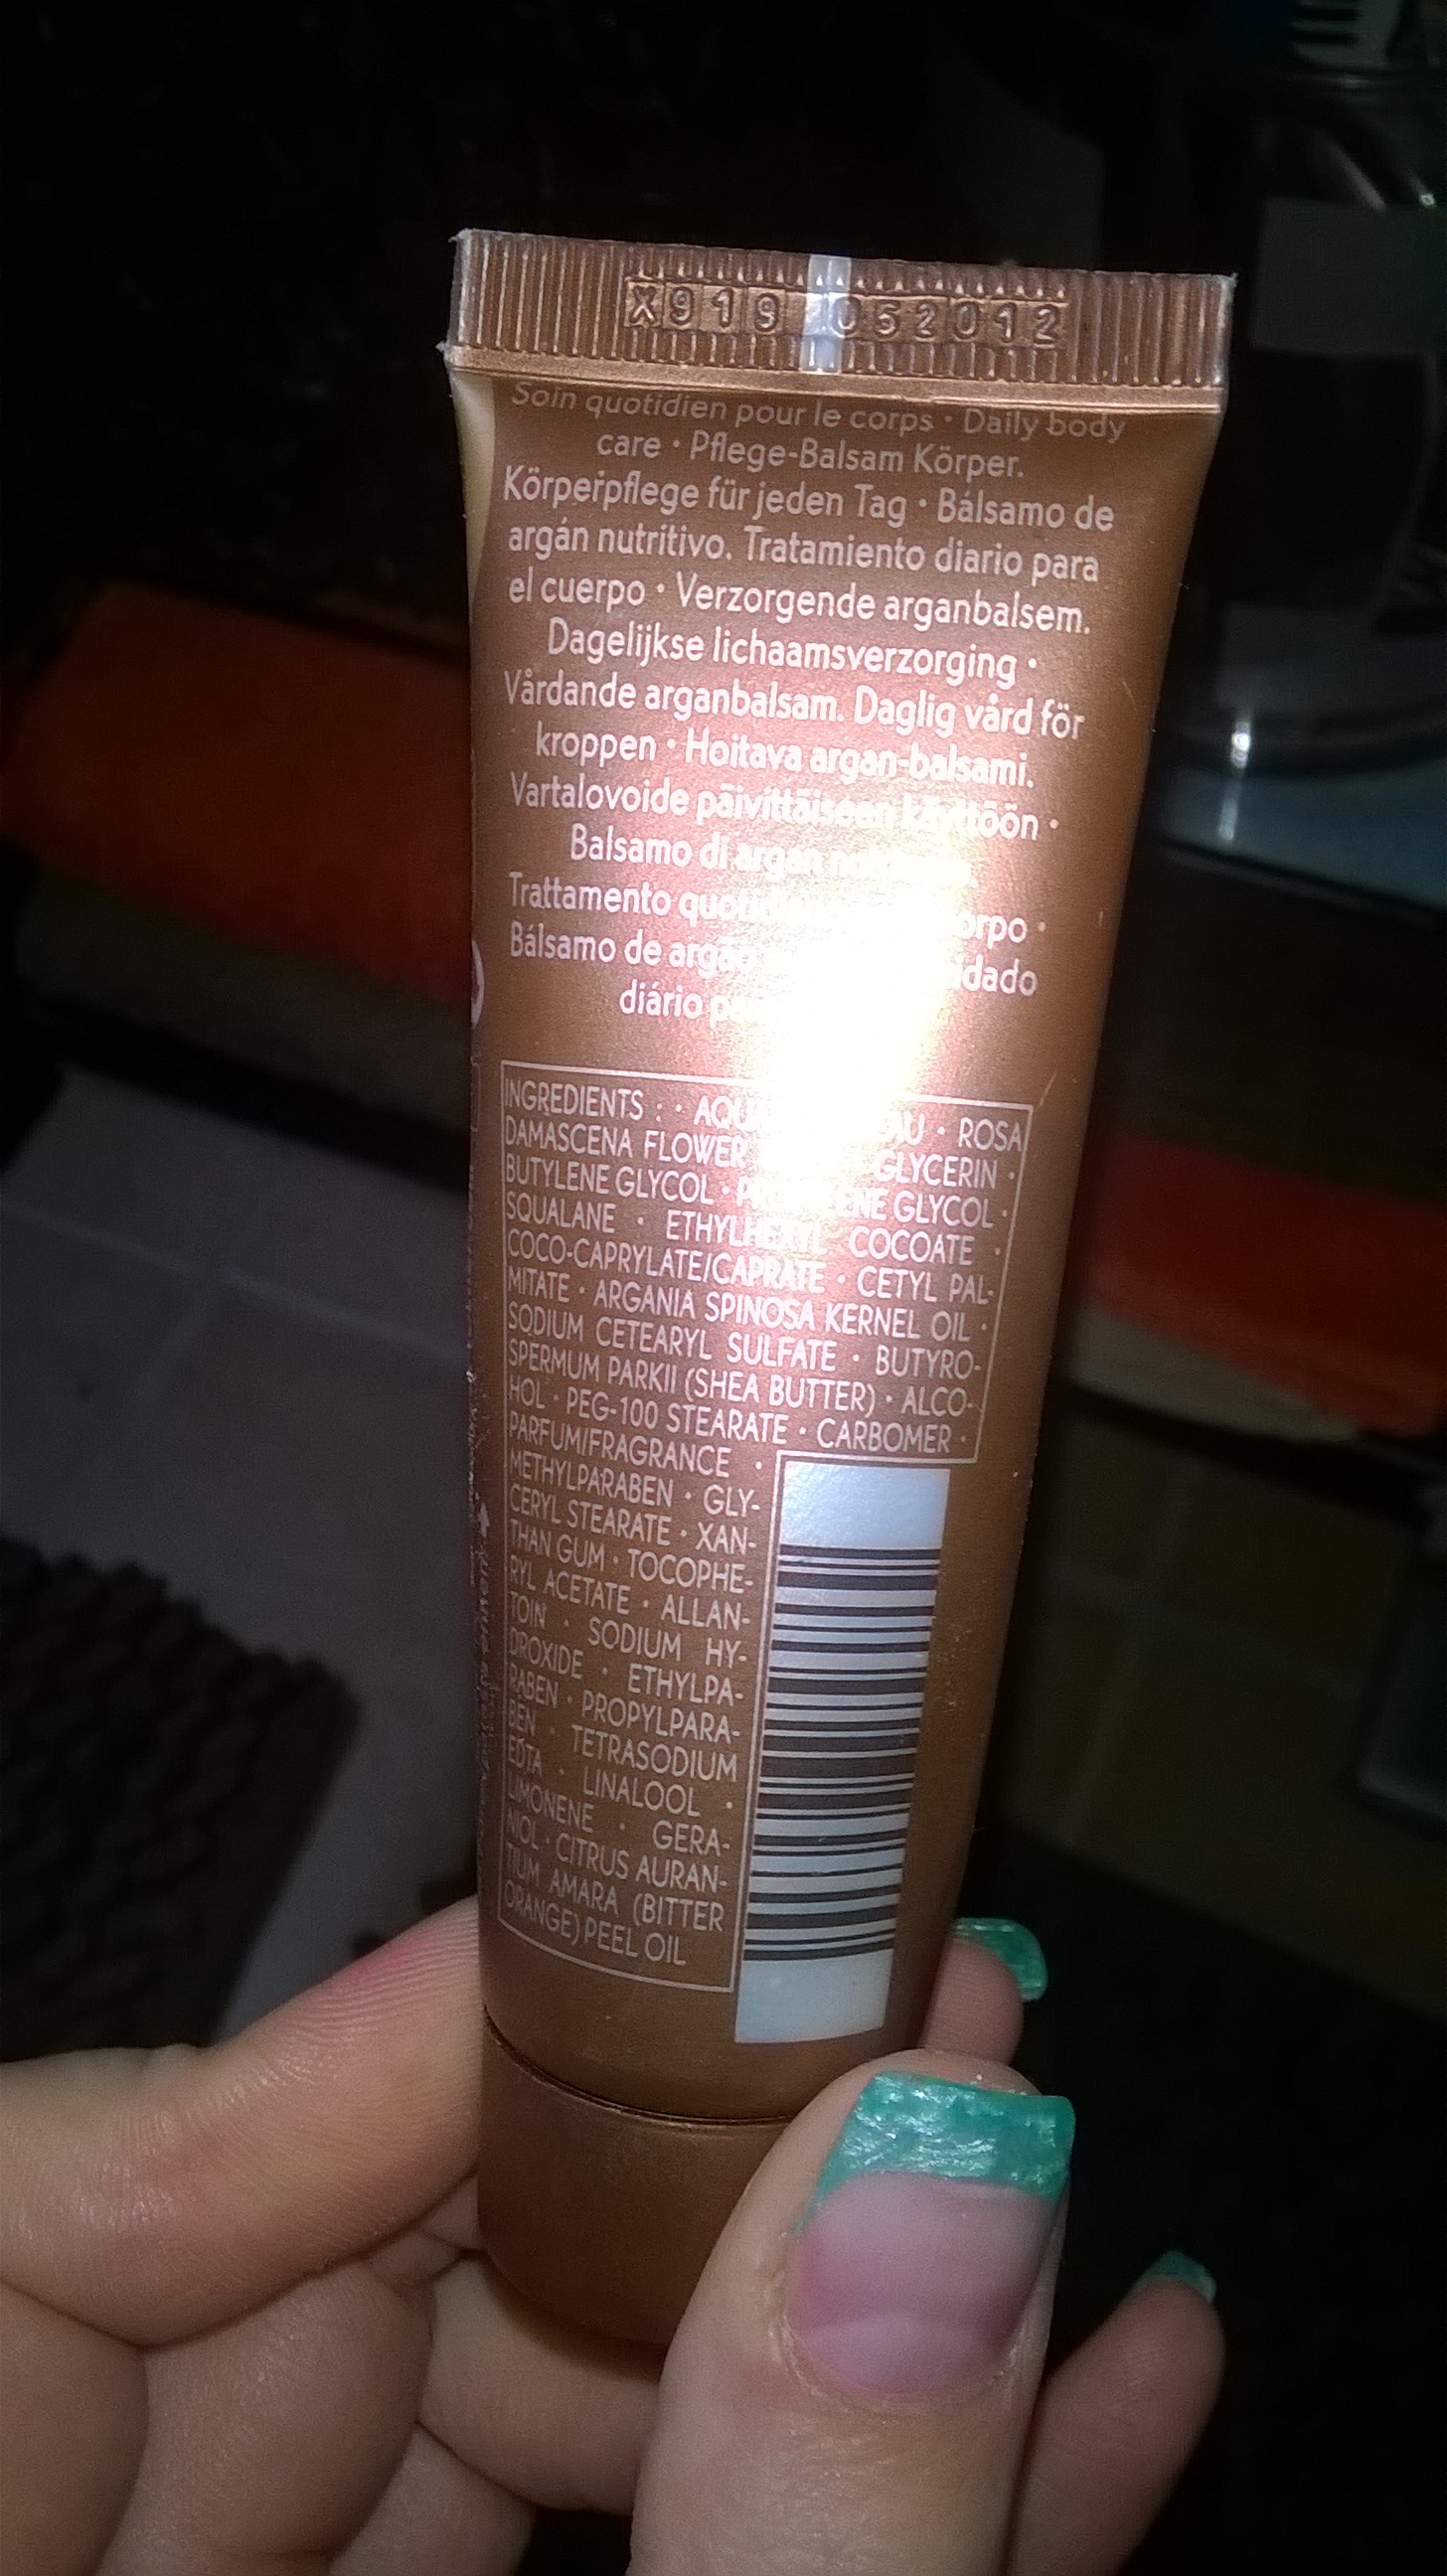 X919 052012
Soin quotidien pour le corps · Daily body
care · Pflege-Balsam Körper.
Körperpflege für jeden Tag · Bálsamo de
argán nutritivo. Tratamiento diario para
el cuerpo · Verzorgende arganbalsem.
Dagelijkse lichaamsverzorging ·
Vårdande arganbalsam. Daglig vård för
kroppen · Hoitava argan-balsami.
Vartalovoide päivittäiseen käyttöön ·
Balsamo di argan
Trattamento
Bálsamo de
diário
INGREDIENTS : · ROSA
DAMASCENA FLOWER GLYCERIN ·
BUTYLENE GLYCOL · GLYCOL ·
SQUALANE · ETHYLHEXYL COCOATE ·
COCO-CAPRYLATE/CAPRATE · CETYL PAL-
MITATE · ARGANIA SPINOSA KERNEL OIL ·
SODIUM CETEARYL SULFATE · BUTYRO-
SPERMUM PARKII (SHEA BUTTER) · ALCO-
HOL · PEG-100 STEARATE · CARBOMER ·
PARFUM/FRAGRANCE ·
METHYLPARABEN · GLY-
CERYL STEARATE · XAN-
THAN GUM · TOCOPHE-
RYL ACETATE · ALLAN-
TOIN · SODIUM HY-
DROXIDE · ETHYLPA-
RABEN · PROPYLPARA-
BEN · TETRASODIUM
EDTA · LINALOOL ·
LIMONENE · GERA-
NIOL · CITRUS AURAN-
TIUM AMARA (BITTER
ORANGE) PEEL OIL